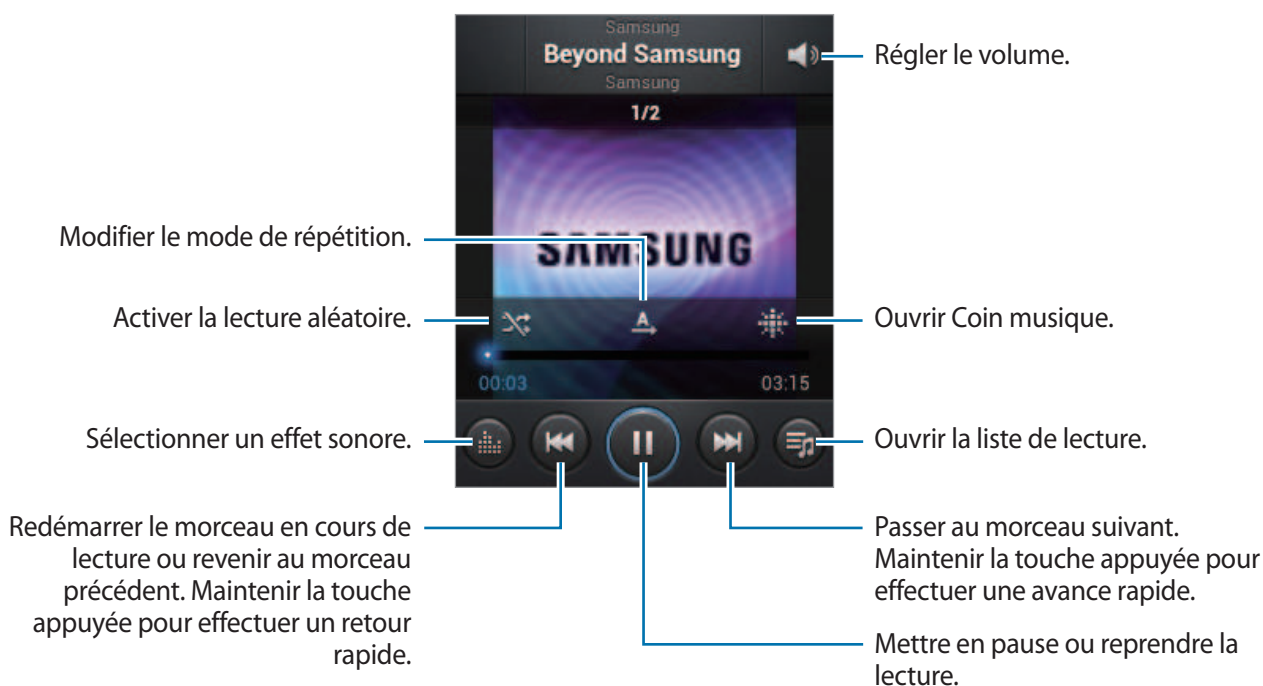 Samsung
Beyond Samsung
Samsung
Régler le volume.
1/2
SAMSUNG
Modifier le mode de répétition.
Activer la lecture aléatoire.
A
Ouvrir Coin musique.
00:03
03:15
Sélectionner un effet sonore.
Ouvrir la liste de lecture.
Redémarrer le morceau en cours de
lecture ou revenir au morceau
précédent. Maintenir la touche
appuyée pour effectuer un retour
rapide.
Passer au morceau suivant.
Maintenir la touche appuyée pour
effectuer une avance rapide.
Mettre en pause ou reprendre la
lecture.